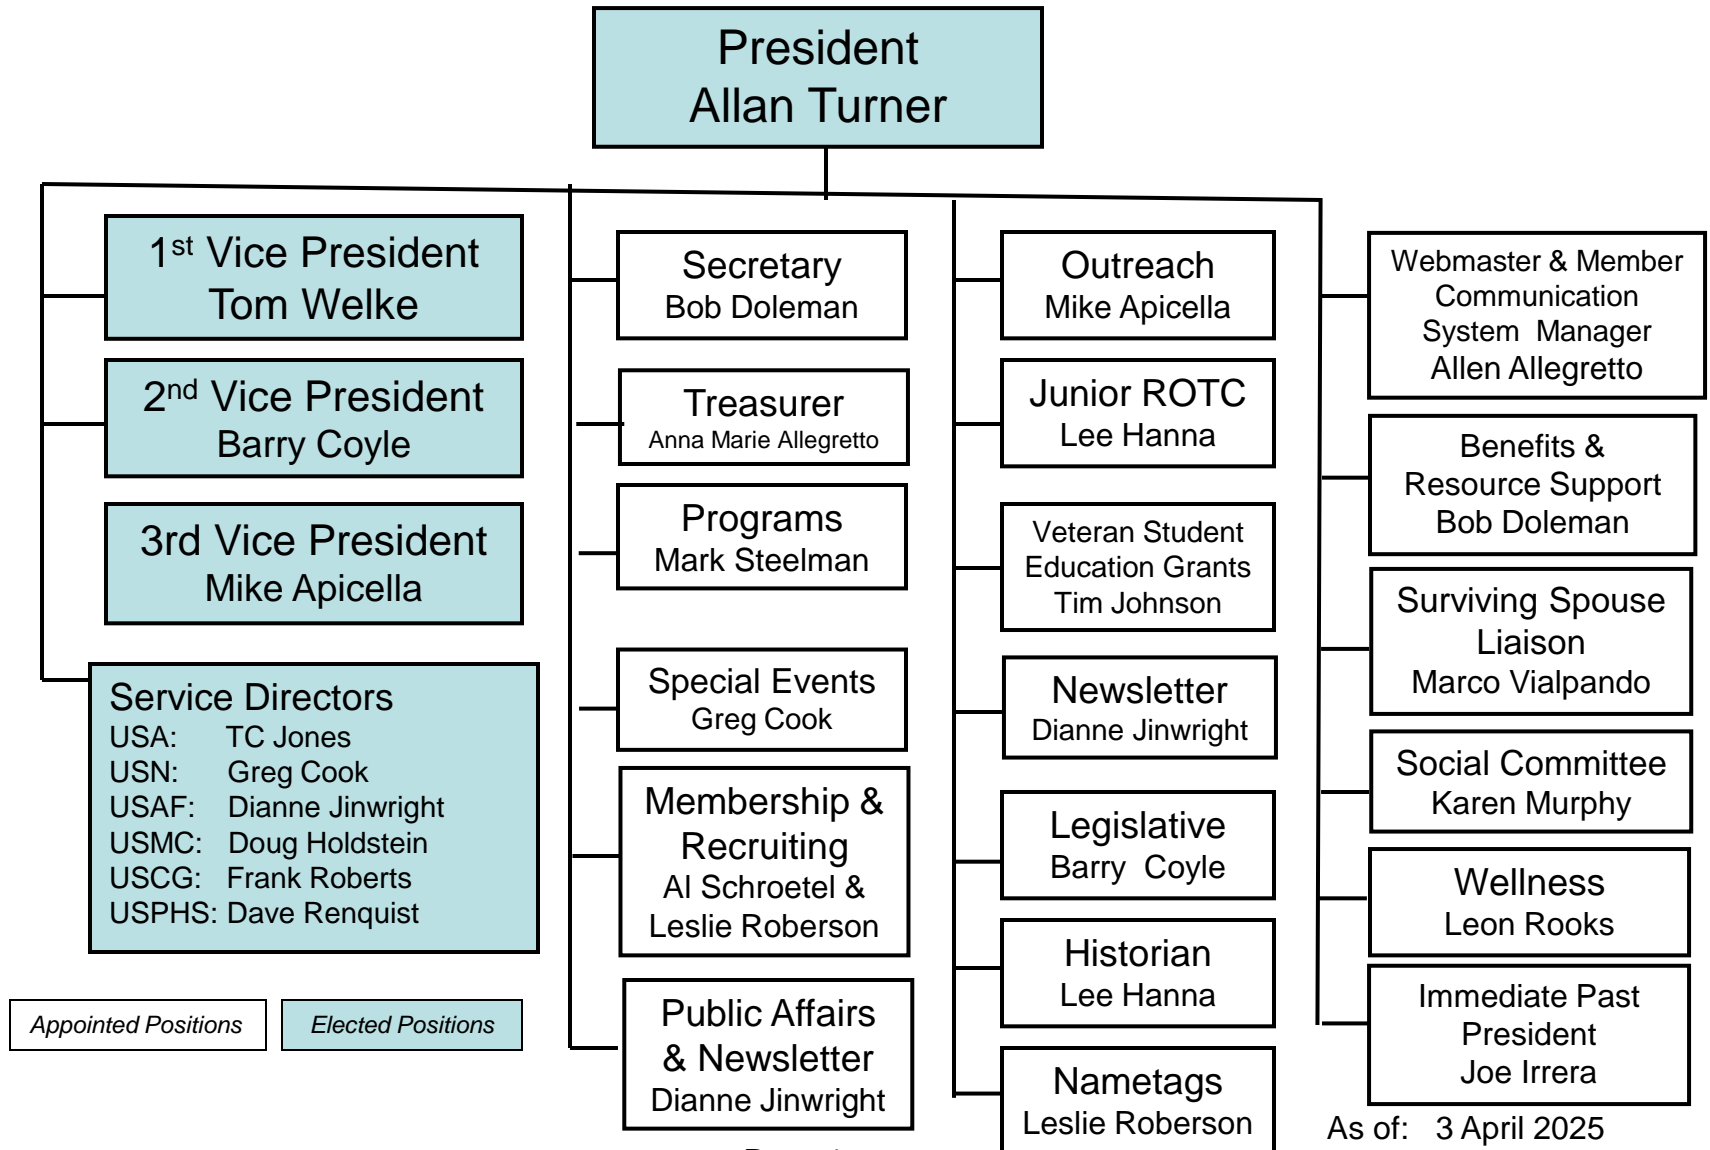 President
Allan Turner
1st Vice President
Tom Welke
2nd Vice President
Barry Coyle
3rd Vice President
Mike Apicella
Service Directors
USA: TC Jones
USN: Greg Cook
USAF: Dianne Jinwright
USMC: Doug Holdstein
USCG: Frank Roberts
USPHS: Dave Renquist
Appointed Positions
Elected Positions
Secretary
Bob Doleman
Treasurer
Anna Marie Allegretto
Programs
Mark Steelman
Special Events
Greg Cook
Membership &
Recruiting
Al Schroetel &
Leslie Roberson
Public Affairs
& Newsletter
Dianne Jinwright
Outreach
Mike Apicella
Junior ROTC
Lee Hanna
Veteran Student
Education Grants
Tim Johnson
Newsletter
Dianne Jinwright
Legislative
Barry Coyle
Historian
Lee Hanna
Nametags
Leslie Roberson
Webmaster & Member
Communication
System Manager
Allen Allegretto
Benefits &
Resource Support
Bob Doleman
Surviving Spouse
Liaison
Marco Vialpando
Social Committee
Karen Murphy
Wellness
Leon Rooks
Immediate Past
President
Joe Irrera
As of: 3 April 2025